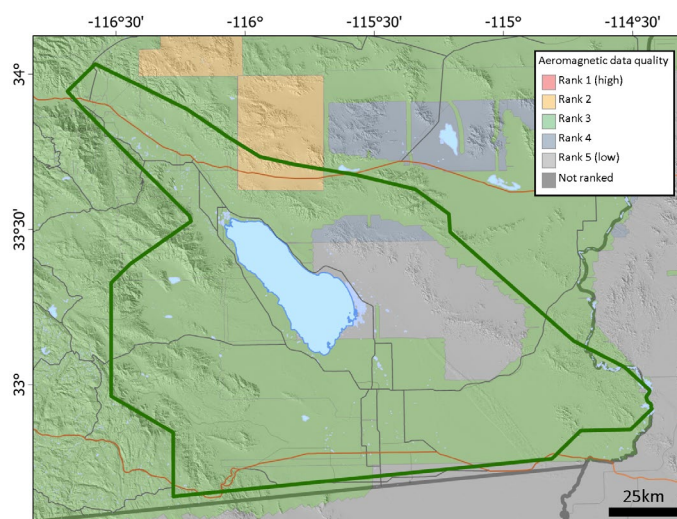 -116°30' -116° -115°30' -115° -114°30'
34°
33°30'
33°
Aeromagnetic data quality
Rank 1 (high)
Rank 2
Rank 3
Rank 4
Rank 5 (low)
Not ranked
25km